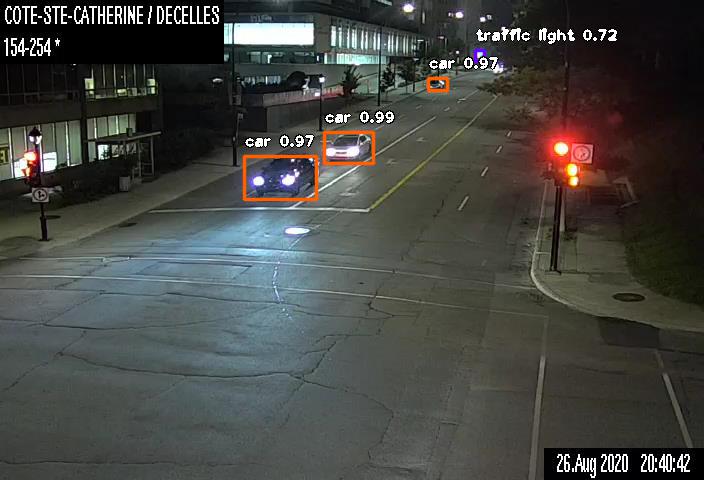 COTE-STE-CATHERINE / DECELLES
154-254 *
traffic light 0.72
car 0.97
car 0.99
car 0.97
26.Aug 2020 20:40:42